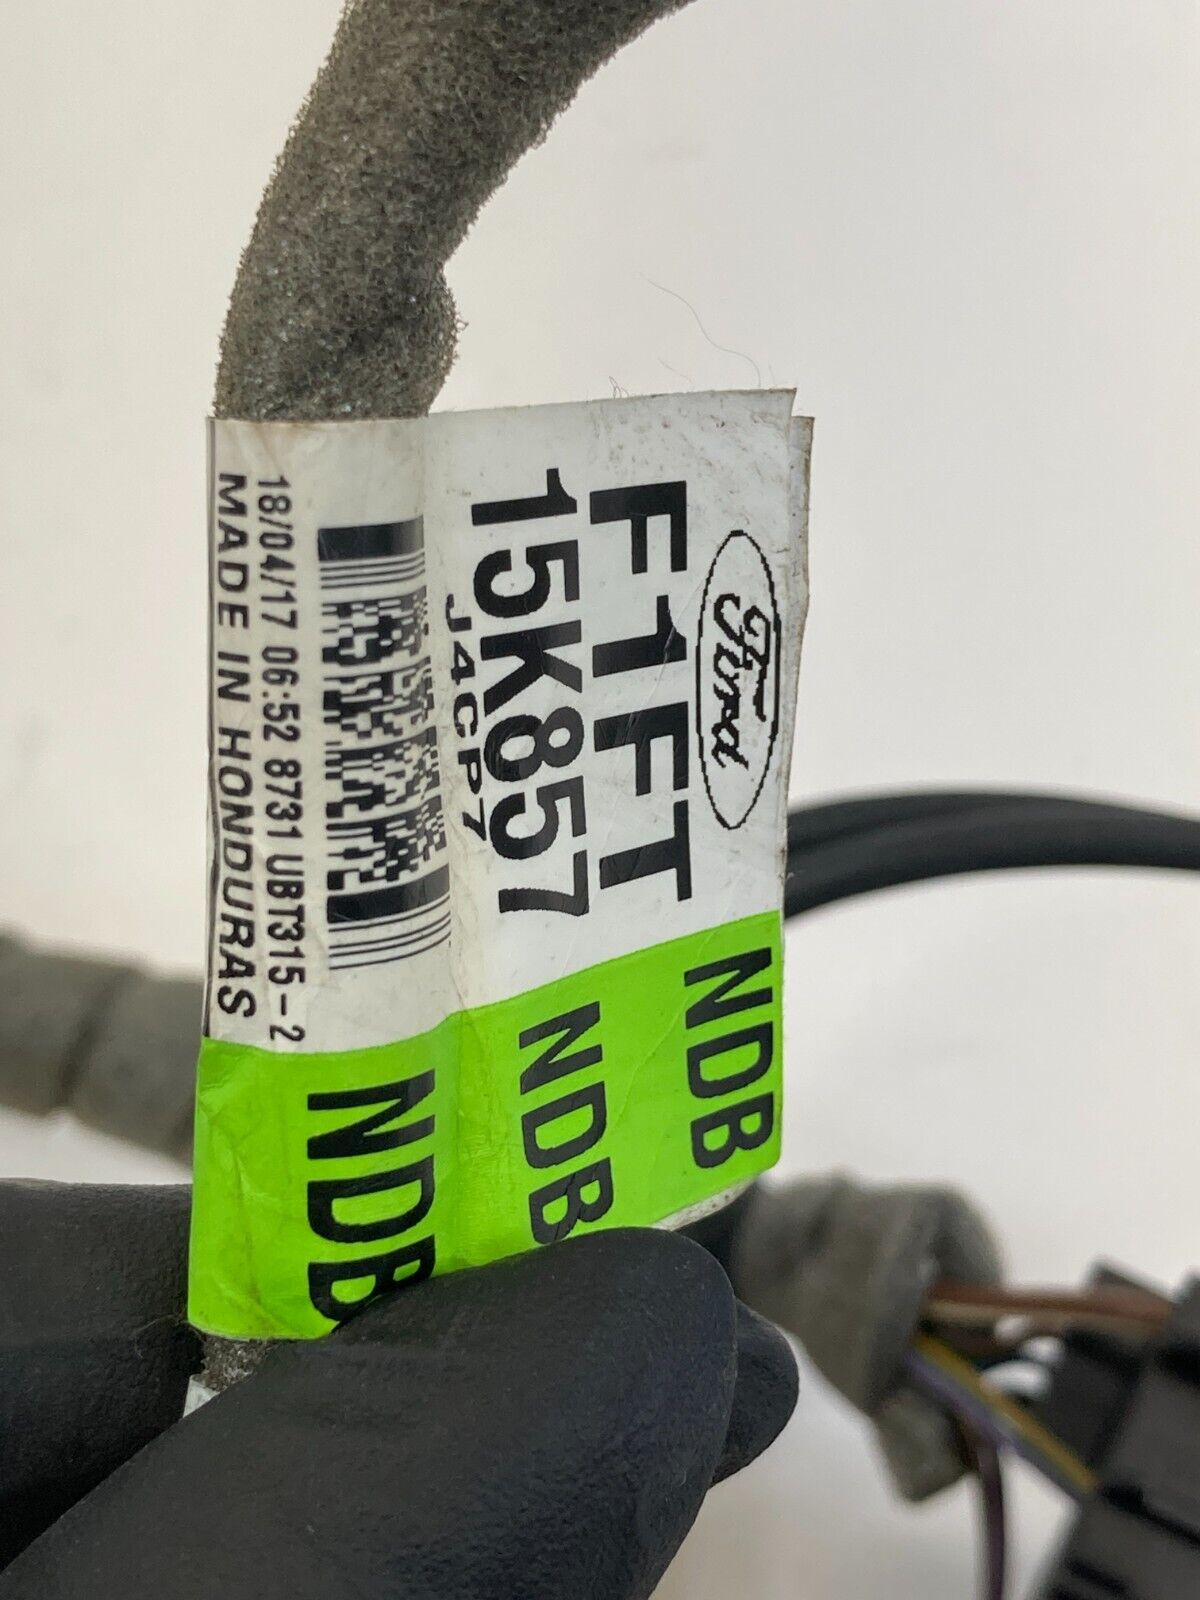 Ford
F1FT
15K857
J4CP7
18/04/17 06:52 8731 UBT315-2
MADE IN HONDURAS
NDB
NDB
NDB